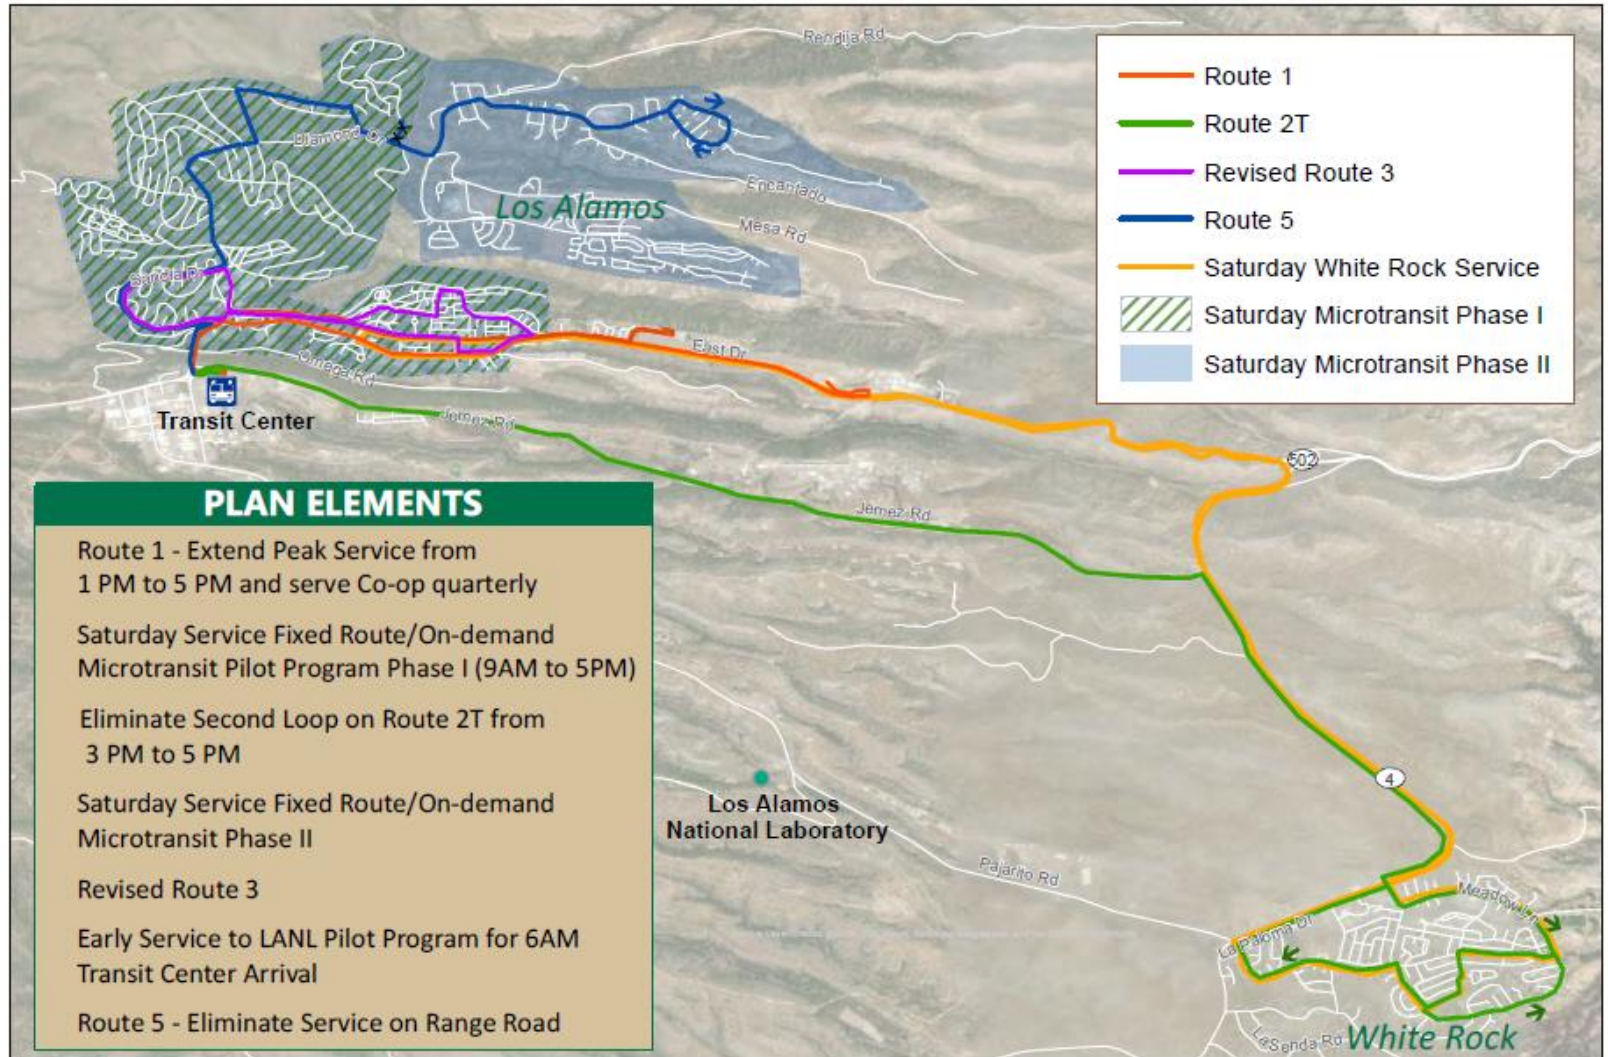 Rendija Rd
Diamond Dr
Los Alamos
Encantado
Mesa Rd
Sandia Dr
East Dr
Omega Rd
Transit Center
Jemez Rd
502
Jemez Rd
4
Los Alamos
National Laboratory
Pajarito Rd
Meadow Ln
La Paloma Dr
La Senda Rd
White Rock
Route 1
Route 2T
Revised Route 3
Route 5
Saturday White Rock Service
Saturday Microtransit Phase I
Saturday Microtransit Phase II
PLAN ELEMENTS
Route 1 - Extend Peak Service from
1 PM to 5 PM and serve Co-op quarterly
Saturday Service Fixed Route/On-demand
Microtransit Pilot Program Phase I (9AM to 5PM)
Eliminate Second Loop on Route 2T from
3 PM to 5 PM
Saturday Service Fixed Route/On-demand
Microtransit Phase II
Revised Route 3
Early Service to LANL Pilot Program for 6AM
Transit Center Arrival
Route 5 - Eliminate Service on Range Road